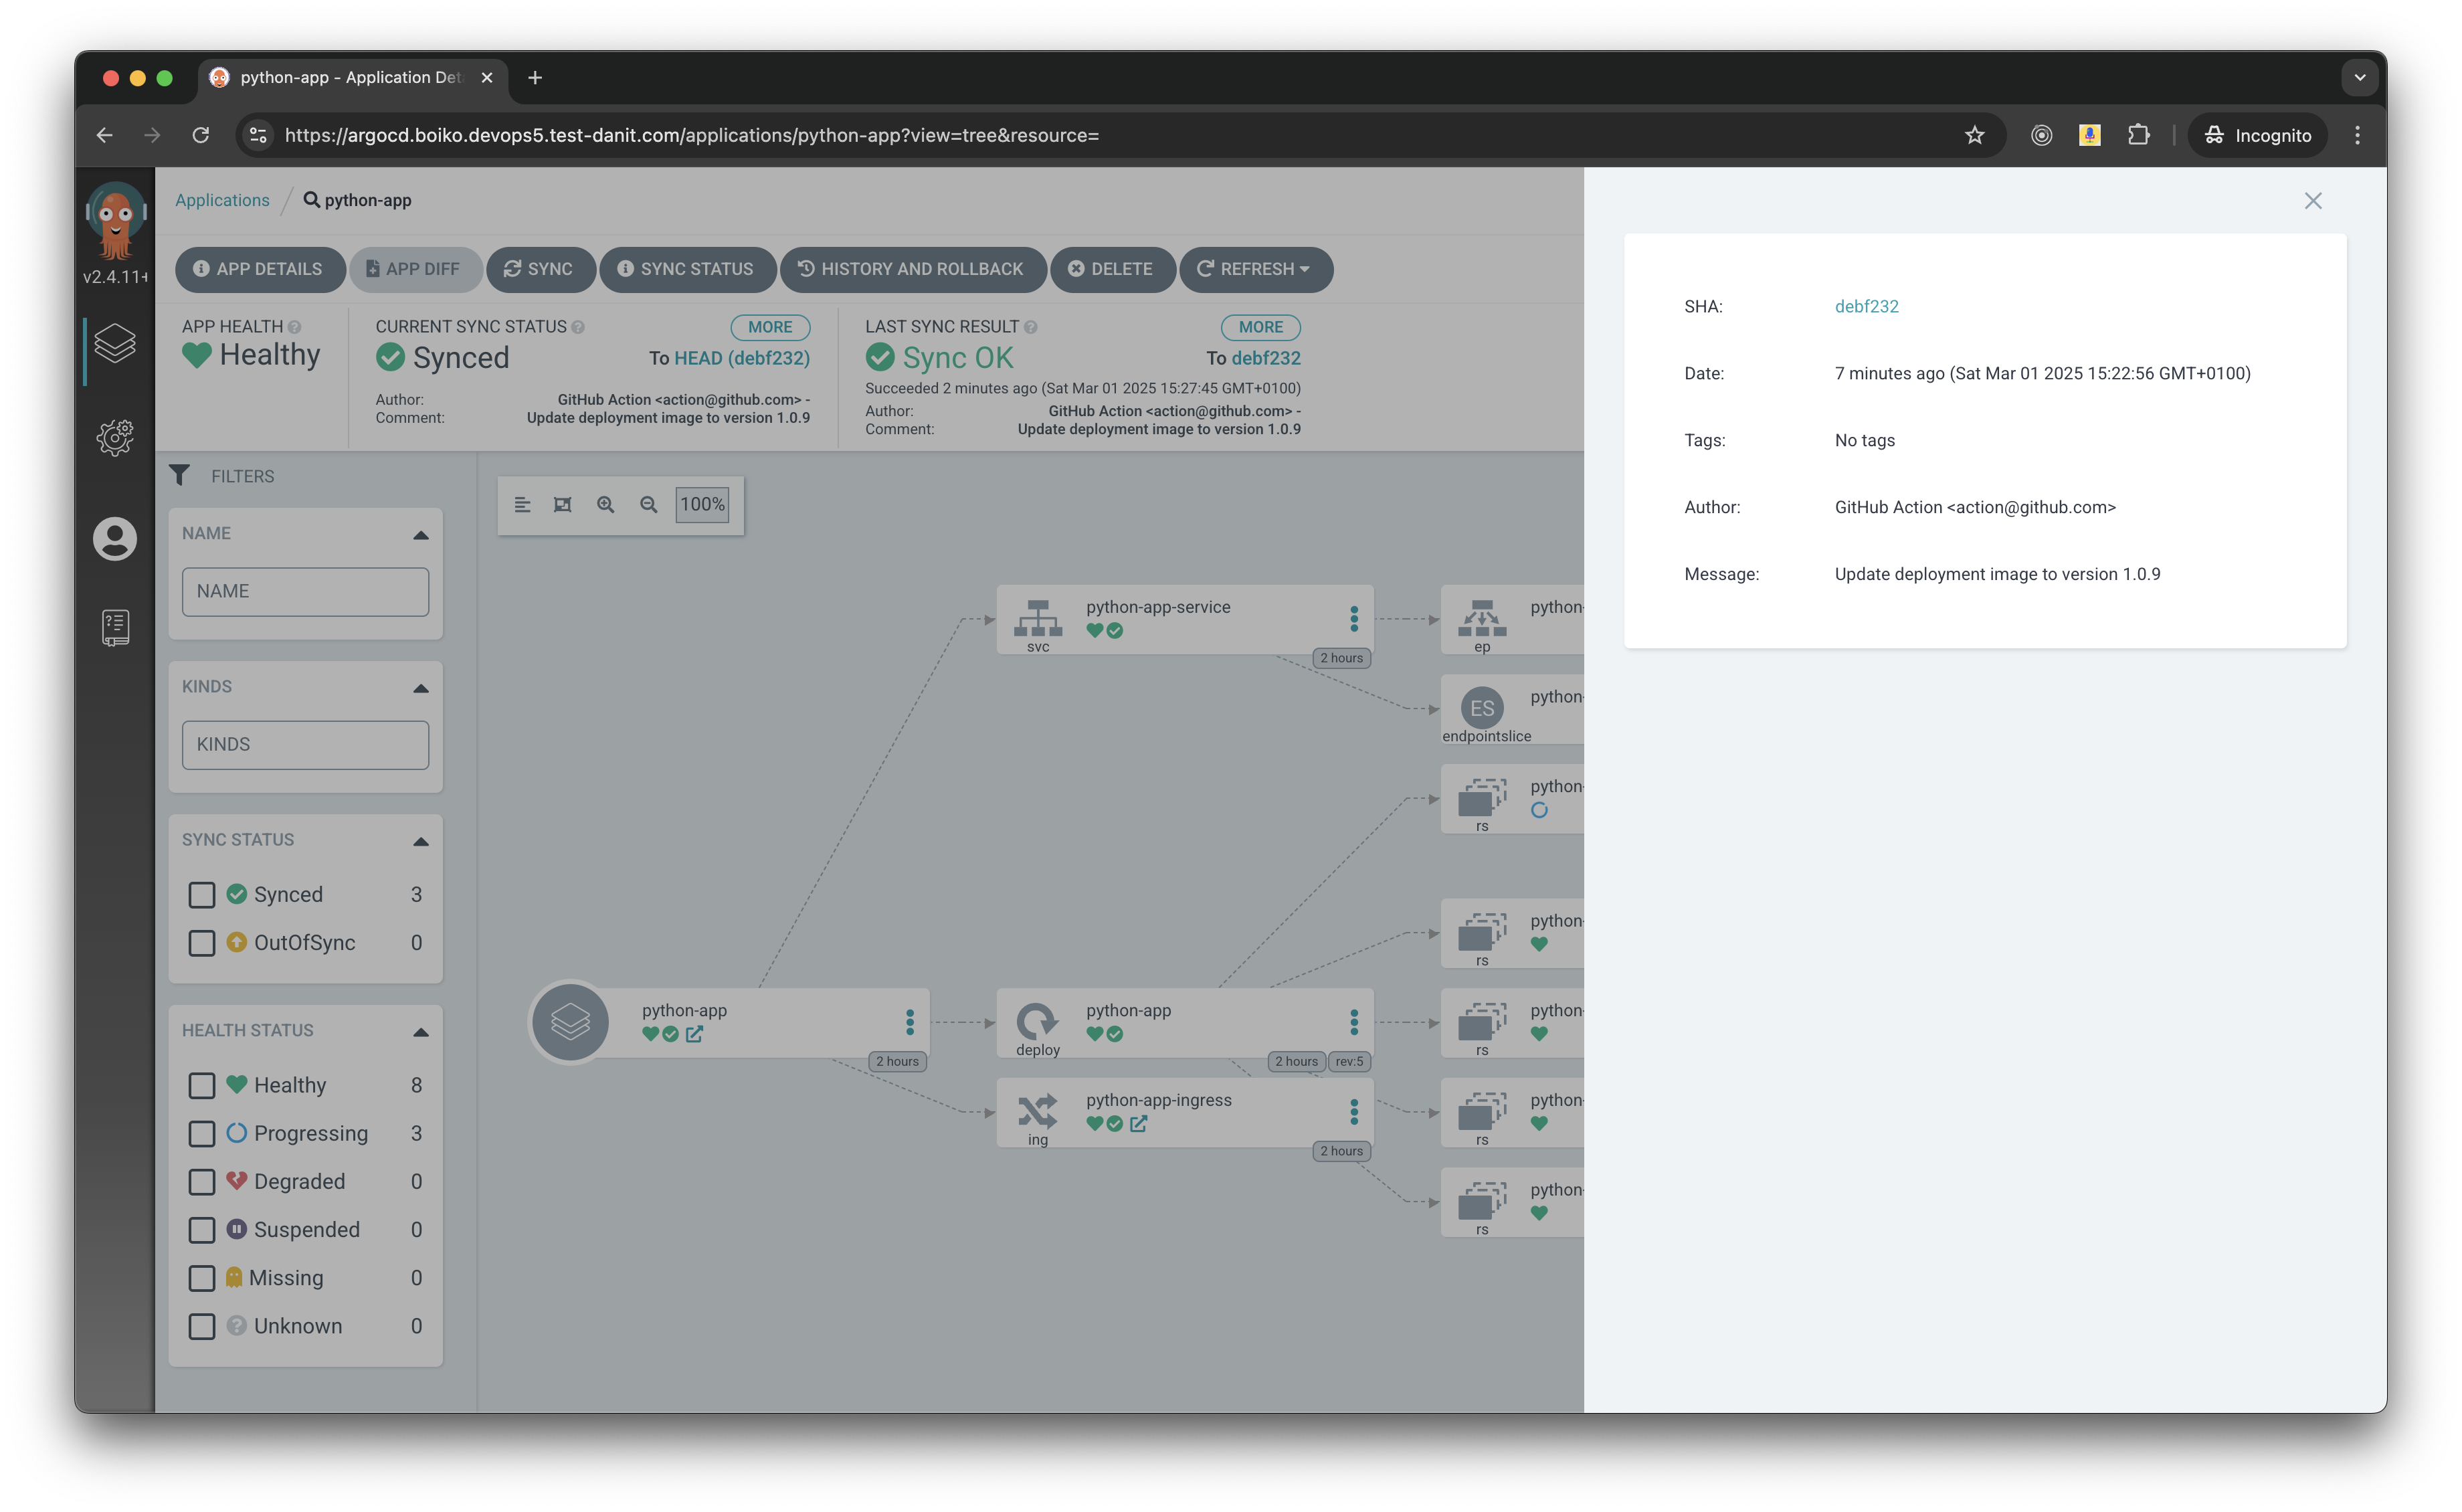 python-app - Application Det
https://argocd.boiko.devops5.test-danit.com/applications/python-app?view=tree&resource=
Incognito
v2.4.11+
Applications / python-app
APP DETAILS
APP DIFF
SYNC
SYNC STATUS
HISTORY AND ROLLBACK
DELETE
REFRESH
APP HEALTH
Healthy
CURRENT SYNC STATUS
MORE
Synced
To HEAD (debf232)
Author: GitHub Action <action@github.com> -
Comment: Update deployment image to version 1.0.9
LAST SYNC RESULT
MORE
Sync OK
To debf232
Succeeded 2 minutes ago (Sat Mar 01 2025 15:27:45 GMT+0100)
Author: GitHub Action <action@github.com> -
Comment: Update deployment image to version 1.0.9
FILTERS
NAME
NAME
KINDS
KINDS
SYNC STATUS
Synced 3
OutOfSync 0
HEALTH STATUS
Healthy 8
Progressing 3
Degraded 0
Suspended 0
Missing 0
Unknown 0
100%
python-app
2 hours
python-app-service
svc
2 hours
python-app
deploy
2 hours
rev:5
python-app-ingress
ing
2 hours
python-
ep
python-
ES
endpointslice
python-
rs
python-
rs
python-
rs
python-
rs
python-
rs
SHA: debf232
Date: 7 minutes ago (Sat Mar 01 2025 15:22:56 GMT+0100)
Tags: No tags
Author: GitHub Action <action@github.com>
Message: Update deployment image to version 1.0.9